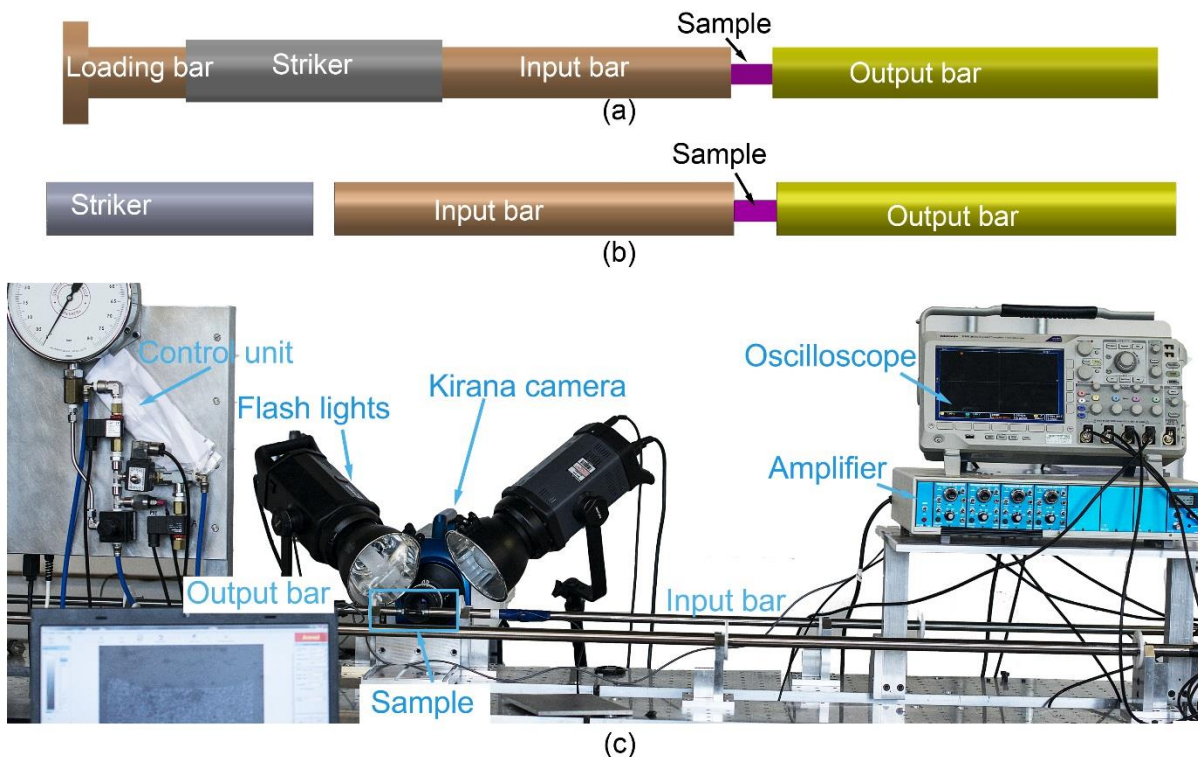 Sample
Loading bar
Striker
Input bar
Output bar
(a)
Sample
Striker
Input bar
Output bar
(b)
Control unit
Flash lights
Kirana camera
Oscilloscope
Amplifier
Output bar
Input bar
Sample
(c)